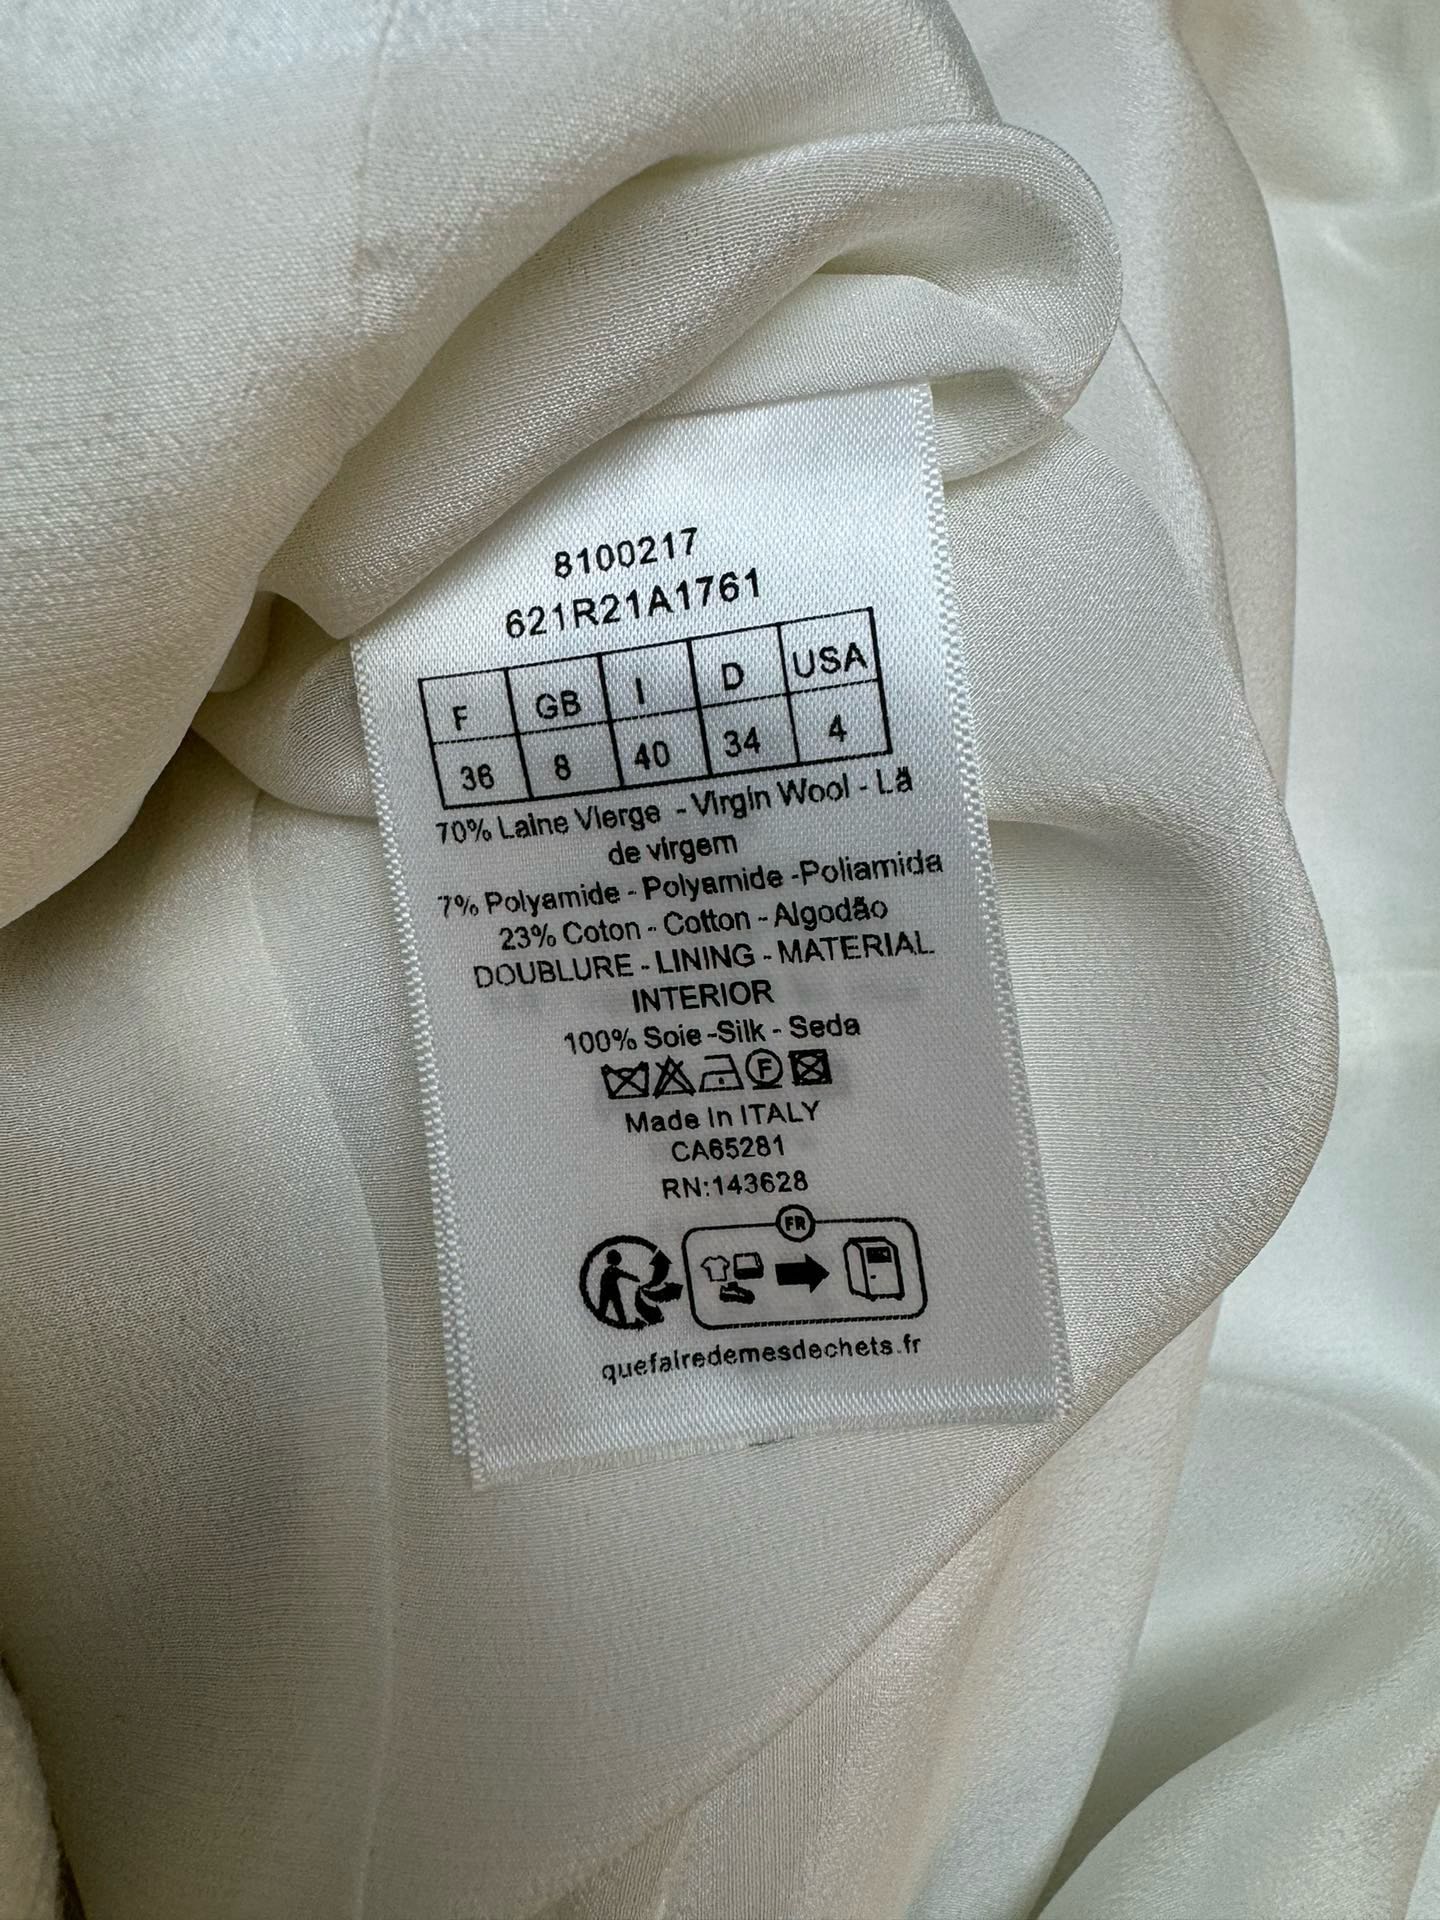 8100217
621R21A1761
F GB I D USA
36 8 40 34 4
70% Laine Vierge - Virgin Wool - Lã
de virgem
7% Polyamide - Polyamide -Poliamida
23% Coton - Cotton - Algodão
DOUBLURE - LINING - MATERIAL
INTERIOR
100% Soie -Silk - Seda
F
Made In ITALY
CA65281
RN:143628
FR
quefairedemesdechets.fr